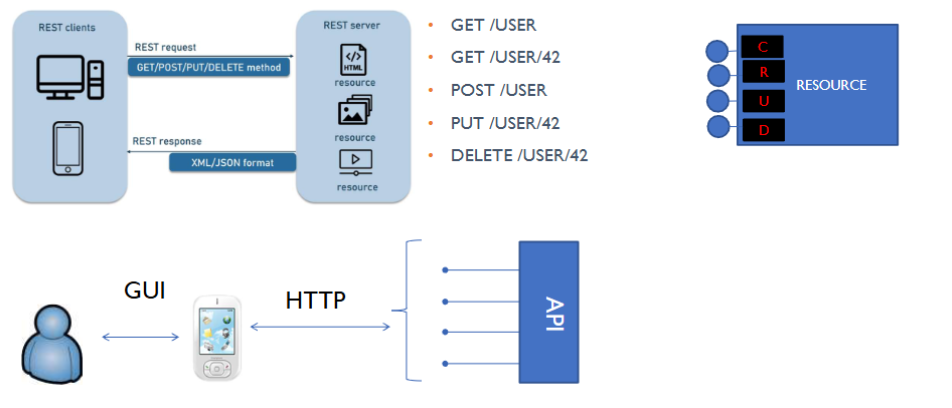 REST clients
REST request
GET/POST/PUT/DELETE method
REST response
XML/JSON format
REST server
HTML
resource
resource
resource
• GET /USER
• GET /USER/42
• POST /USER
• PUT /USER/42
• DELETE /USER/42
C
R
U
D
RESOURCE
GUI
HTTP
API